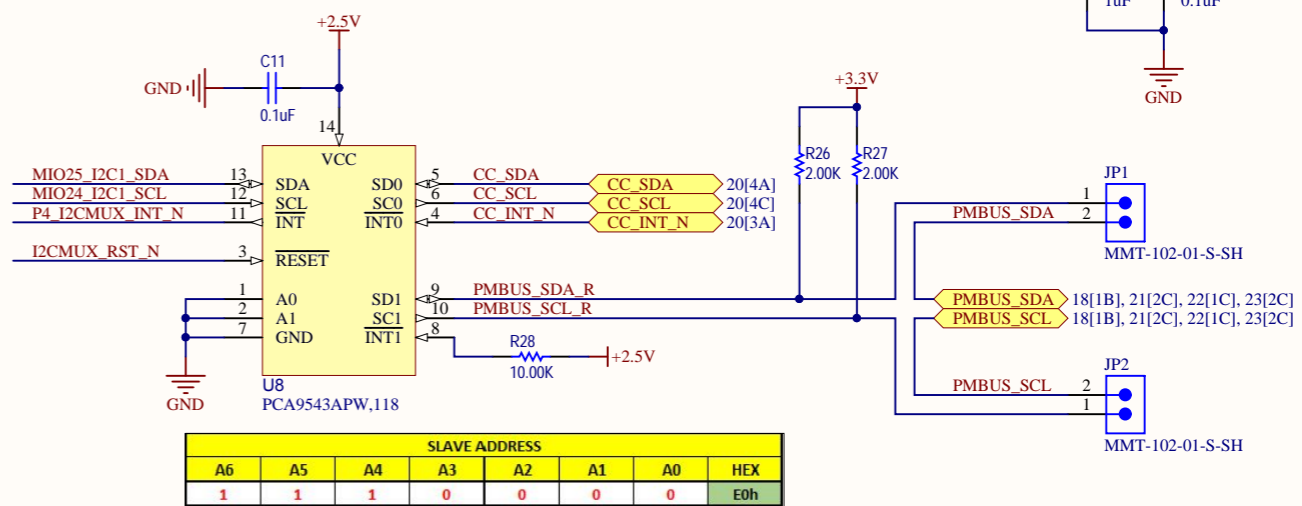 1uF
0.1uF
GND
+2.5V
C11
GND
0.1uF
14
VCC
MIO25_I2C1_SDA 13 SDA
MIO24_I2C1_SCL 12 SCL
P4_I2CMUX_INT_N 11 INT
I2CMUX_RST_N 3 RESET
1 A0
2 A1
7 GND
GND
SD0 5 CC_SDA CC_SDA 20[4A]
SC0 6 CC_SCL CC_SCL 20[4C]
INT0 4 CC_INT_N CC_INT_N 20[3A]
SD1 9 PMBUS_SDA_R
SC1 10 PMBUS_SCL_R
INT1 8
R28
10.00K
+2.5V
U8
PCA9543APW,118
+3.3V
R26
2.00K
R27
2.00K
JP1
1
PMBUS_SDA 2
MMT-102-01-S-SH
PMBUS_SDA 18[1B], 21[2C], 22[1C], 23[2C]
PMBUS_SCL 18[1B], 21[2C], 22[1C], 23[2C]
JP2
PMBUS_SCL 2
1
MMT-102-01-S-SH
SLAVE ADDRESS
A6 A5 A4 A3 A2 A1 A0 HEX
1 1 1 0 0 0 0 E0h